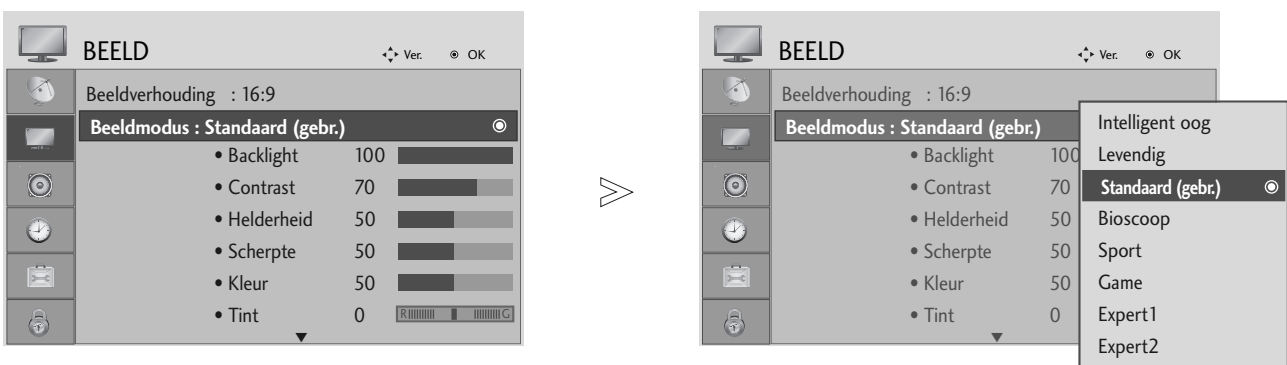 BEELD Ver. OK
Beeldverhouding : 16:9
Beeldmodus : Standaard (gebr.)
• Backlight 100
• Contrast 70
• Helderheid 50
• Scherpte 50
• Kleur 50
• Tint 0 R G
BEELD Ver. OK
Beeldverhouding : 16:9
Beeldmodus : Standaard (gebr.)
• Backlight 100
• Contrast 70
• Helderheid 50
• Scherpte 50
• Kleur 50
• Tint 0
Intelligent oog
Levendig
Standaard (gebr.)
Bioscoop
Sport
Game
Expert1
Expert2